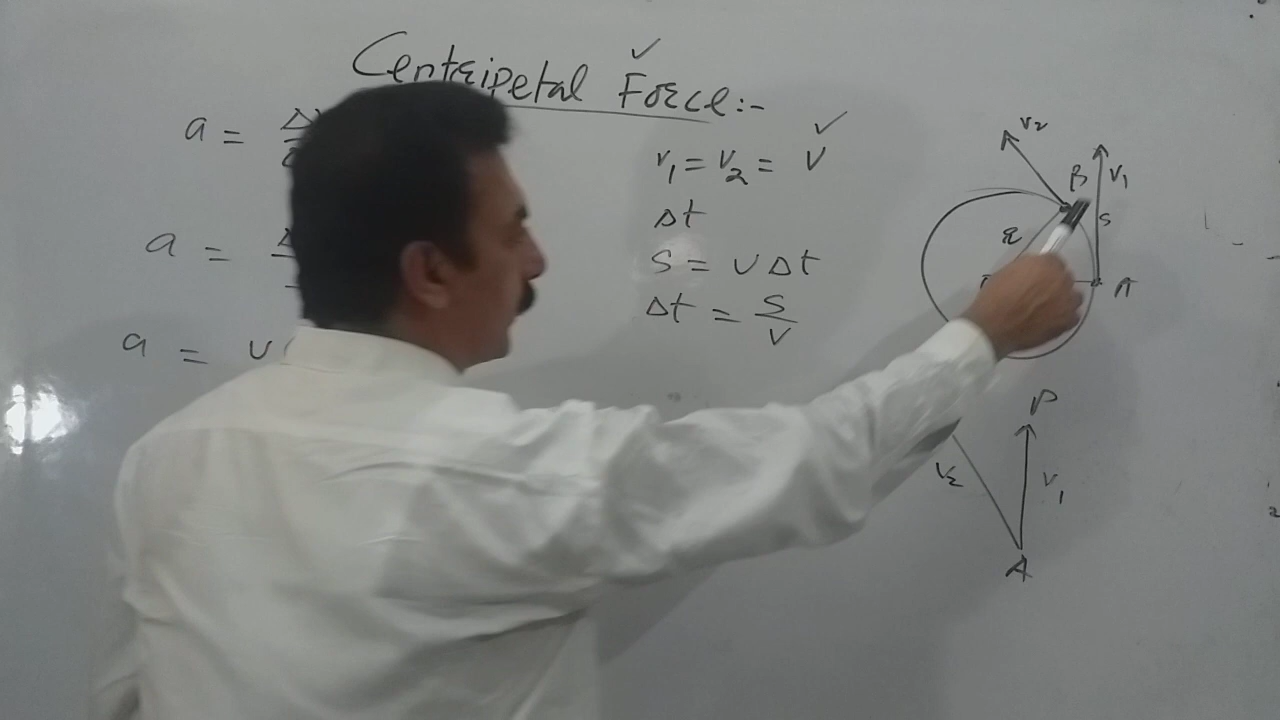 Centripetal Force:-
a = Δ
a = Δ
a = v
v₁ = v₂ = v
Δt
S = vΔt
Δt = S/v
v₂
B
v₁
r
S
A
P
v₂
v₁
A